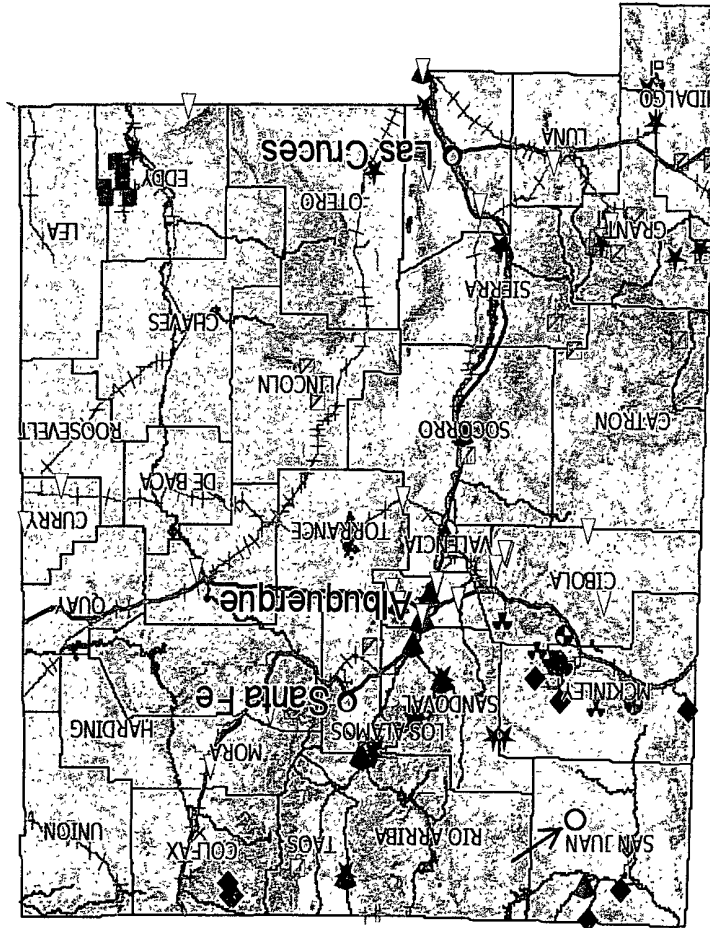 SAN JUAN
RIO ARRIBA
TAOS
COLFAX
UNION
LOS ALAMOS
MORA
HARDING
MCKINLEY
SANDOVAL
Santa Fe
CIBOLA
Albuquerque
QUAY
VALENCIA
TORRANCE
CURRY
DE BACA
CATRON
SOCORRO
ROOSEVELT
LINCOLN
CHAVES
SIERRA
GRANT
OTERO
LEA
EDDY
Las Cruces
LUNA
HIDALGO